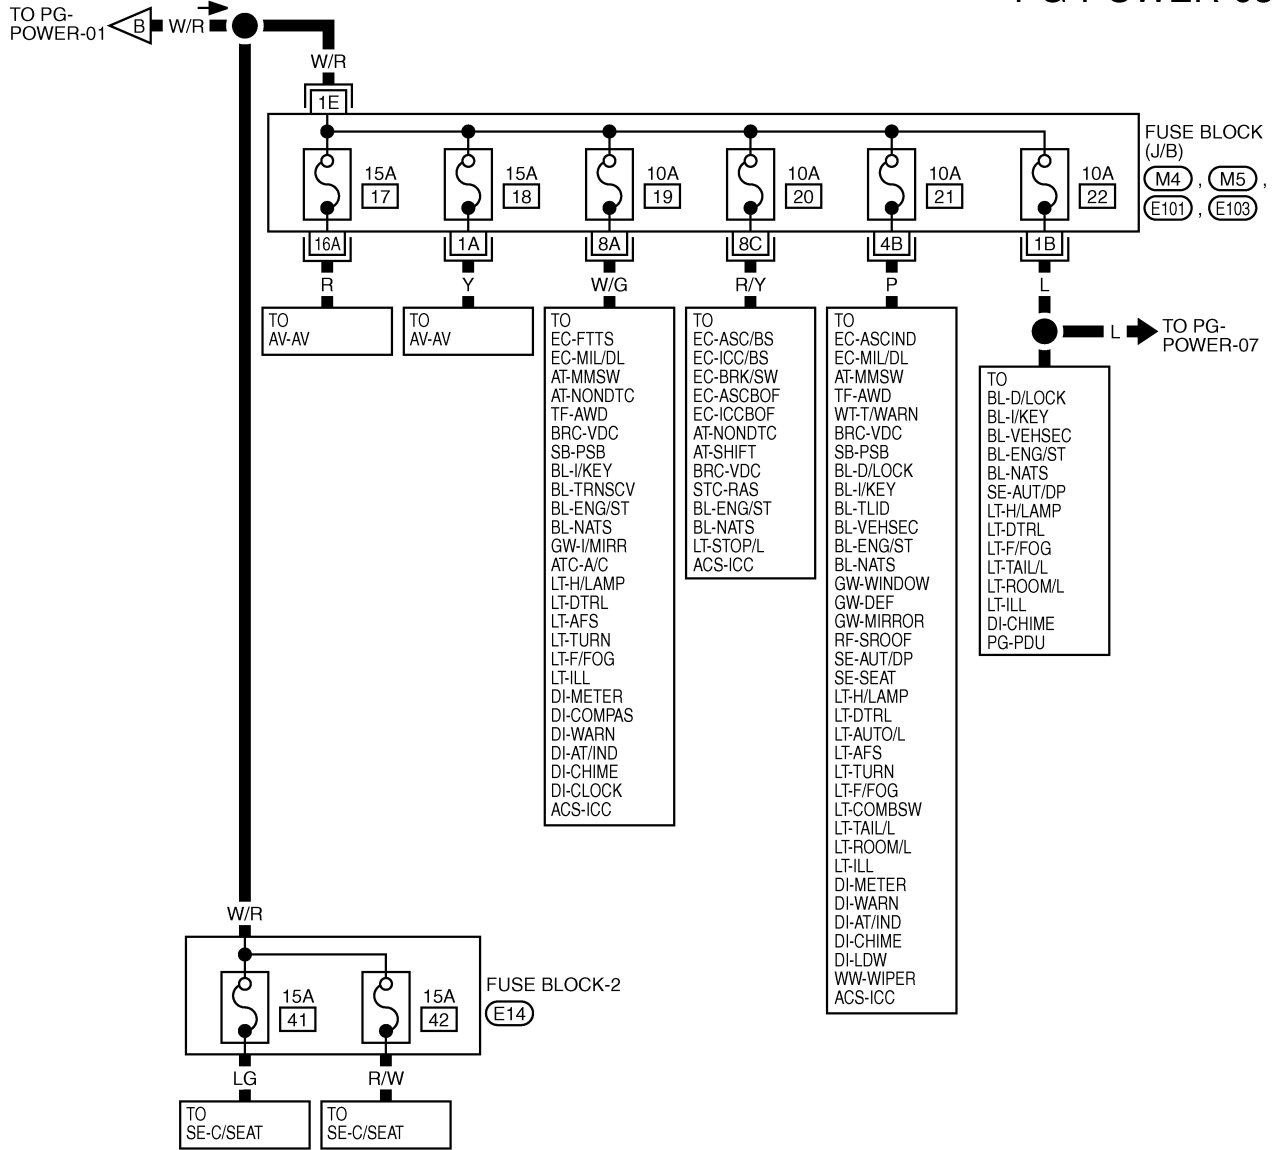 TO PG-
POWER-01
B
W/R
W/R
1E
FUSE BLOCK
(J/B)
M4 , M5 ,
E101 , E103
15A
17
15A
18
10A
19
10A
20
10A
21
10A
22
16A
1A
8A
8C
4B
1B
R
Y
W/G
R/Y
P
L
L
TO PG-
POWER-07
TO
AV-AV
TO
AV-AV
TO
EC-FTTS
EC-MIL/DL
AT-MMSW
AT-NONDTC
TF-AWD
BRC-VDC
SB-PSB
BL-I/KEY
BL-TRNSCV
BL-ENG/ST
BL-NATS
GW-I/MIRR
ATC-A/C
LT-H/LAMP
LT-DTRL
LT-AFS
LT-TURN
LT-F/FOG
LT-ILL
DI-METER
DI-COMPAS
DI-WARN
DI-AT/IND
DI-CHIME
DI-CLOCK
ACS-ICC
TO
EC-ASC/BS
EC-ICC/BS
EC-BRK/SW
EC-ASCBOF
EC-ICCBOF
AT-NONDTC
AT-SHIFT
BRC-VDC
STC-RAS
BL-ENG/ST
BL-NATS
LT-STOP/L
ACS-ICC
TO
EC-ASCIND
EC-MIL/DL
AT-MMSW
TF-AWD
WT-T/WARN
BRC-VDC
SB-PSB
BL-D/LOCK
BL-I/KEY
BL-TLID
BL-VEHSEC
BL-ENG/ST
BL-NATS
GW-WINDOW
GW-DEF
GW-MIRROR
RF-SROOF
SE-AUT/DP
SE-SEAT
LT-H/LAMP
LT-DTRL
LT-AUTO/L
LT-AFS
LT-TURN
LT-F/FOG
LT-COMBSW
LT-TAIL/L
LT-ROOM/L
LT-ILL
DI-METER
DI-WARN
DI-AT/IND
DI-CHIME
DI-LDW
WW-WIPER
ACS-ICC
TO
BL-D/LOCK
BL-I/KEY
BL-VEHSEC
BL-ENG/ST
BL-NATS
SE-AUT/DP
LT-H/LAMP
LT-DTRL
LT-F/FOG
LT-TAIL/L
LT-ROOM/L
LT-ILL
DI-CHIME
PG-PDU
W/R
15A
41
15A
42
FUSE BLOCK-2
E14
LG
R/W
TO
SE-C/SEAT
TO
SE-C/SEAT